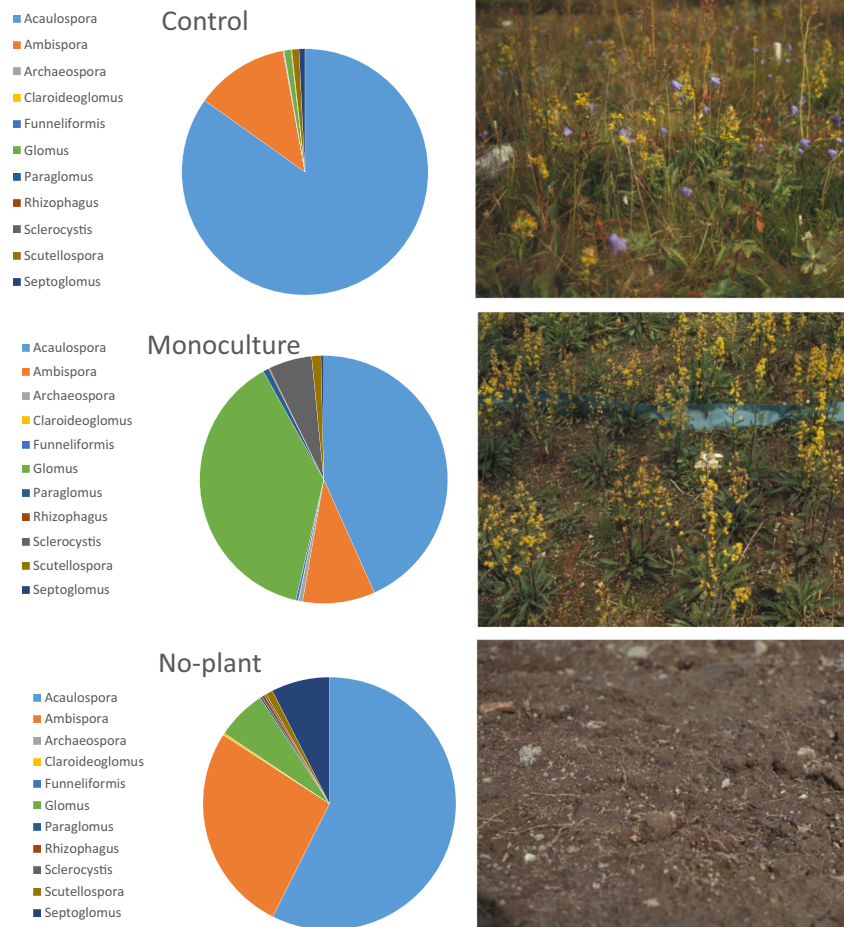 Control
Acaulospora
Ambispora
Archaeospora
Claroideoglomus
Funneliformis
Glomus
Paraglomus
Rhizophagus
Sclerocystis
Scutellospora
Septoglomus
Monoculture
Acaulospora
Ambispora
Archaeospora
Claroideoglomus
Funneliformis
Glomus
Paraglomus
Rhizophagus
Sclerocystis
Scutellospora
Septoglomus
No-plant
Acaulospora
Ambispora
Archaeospora
Claroideoglomus
Funneliformis
Glomus
Paraglomus
Rhizophagus
Sclerocystis
Scutellospora
Septoglomus